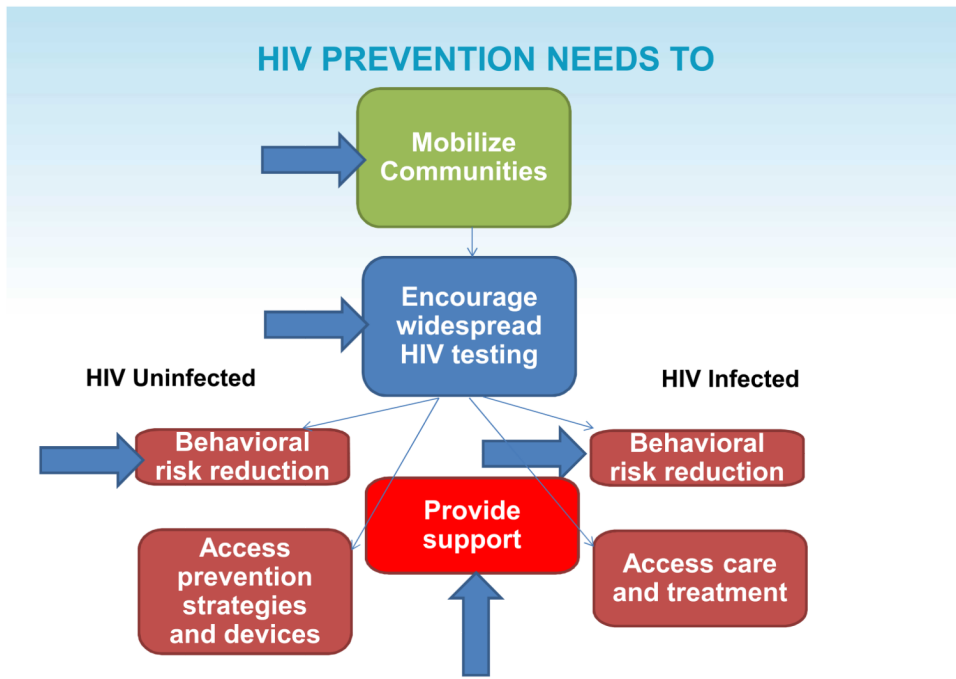 HIV PREVENTION NEEDS TO
Mobilize
Communities
Encourage
widespread
HIV testing
HIV Uninfected
HIV Infected
Behavioral
risk reduction
Behavioral
risk reduction
Provide
support
Access
prevention
strategies
and devices
Access care
and treatment